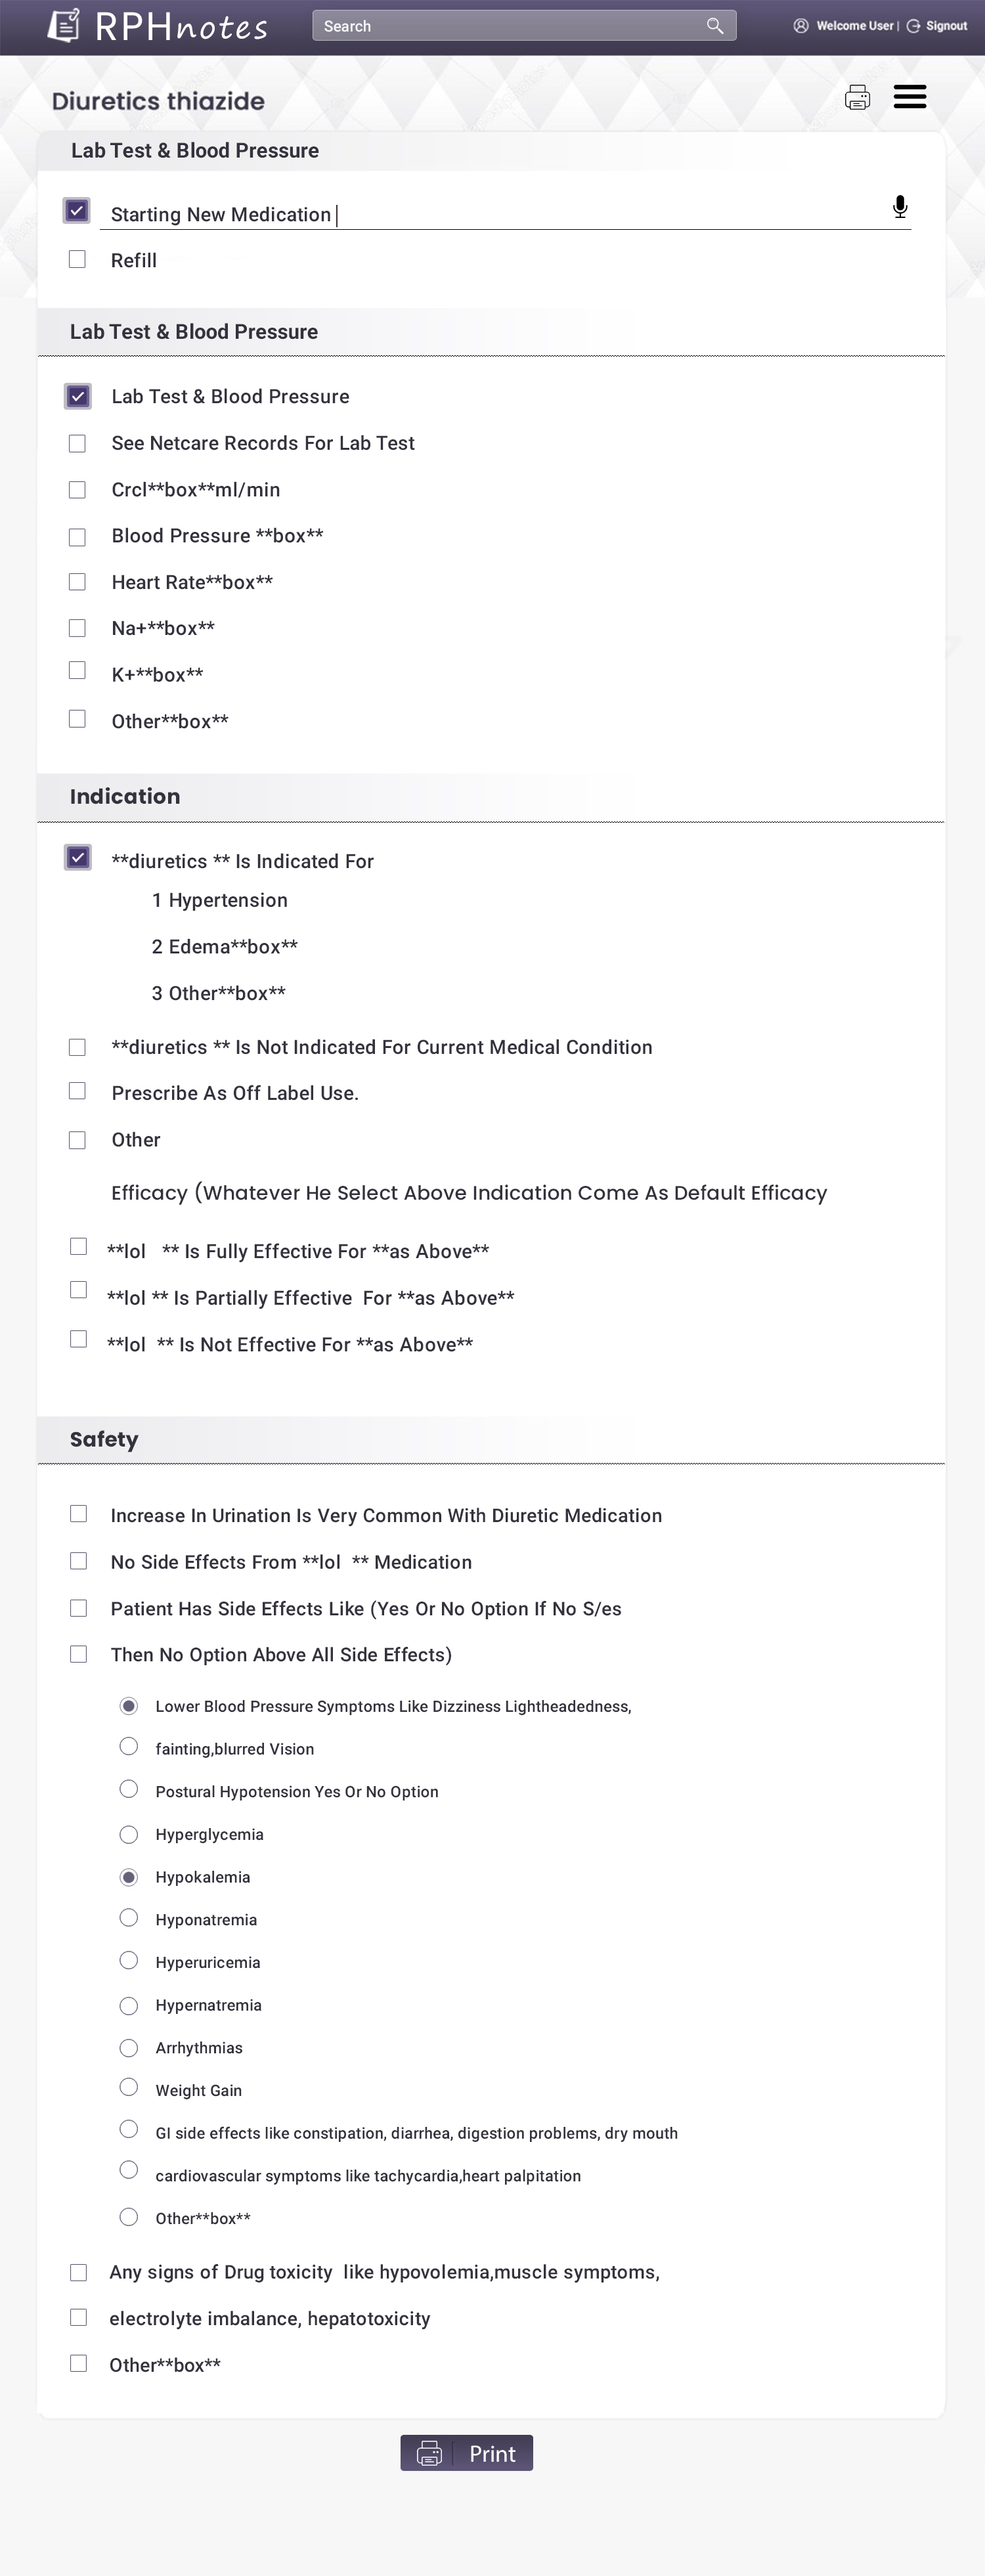 RPHnotes
Search
Welcome User |
Signout
Diuretics thiazide
Lab Test & Blood Pressure
Starting New Medication
Refill
Lab Test & Blood Pressure
Lab Test & Blood Pressure
See Netcare Records For Lab Test
Crcl**box**ml/min
Blood Pressure **box**
Heart Rate**box**
Na+**box**
K+**box**
Other**box**
Indication
**diuretics ** Is Indicated For
1 Hypertension
2 Edema**box**
3 Other**box**
**diuretics ** Is Not Indicated For Current Medical Condition
Prescribe As Off Label Use.
Other
Efficacy (Whatever He Select Above Indication Come As Default Efficacy
**lol   ** Is Fully Effective For **as Above**
**lol ** Is Partially Effective  For **as Above**
**lol  ** Is Not Effective For **as Above**
Safety
Increase In Urination Is Very Common With Diuretic Medication
No Side Effects From **lol  ** Medication
Patient Has Side Effects Like (Yes Or No Option If No S/es
Then No Option Above All Side Effects)
Lower Blood Pressure Symptoms Like Dizziness Lightheadedness,
fainting,blurred Vision
Postural Hypotension Yes Or No Option
Hyperglycemia
Hypokalemia
Hyponatremia
Hyperuricemia
Hypernatremia
Arrhythmias
Weight Gain
GI side effects like constipation, diarrhea, digestion problems, dry mouth
cardiovascular symptoms like tachycardia,heart palpitation
Other**box**
Any signs of Drug toxicity  like hypovolemia,muscle symptoms,
electrolyte imbalance, hepatotoxicity
Other**box**
Print